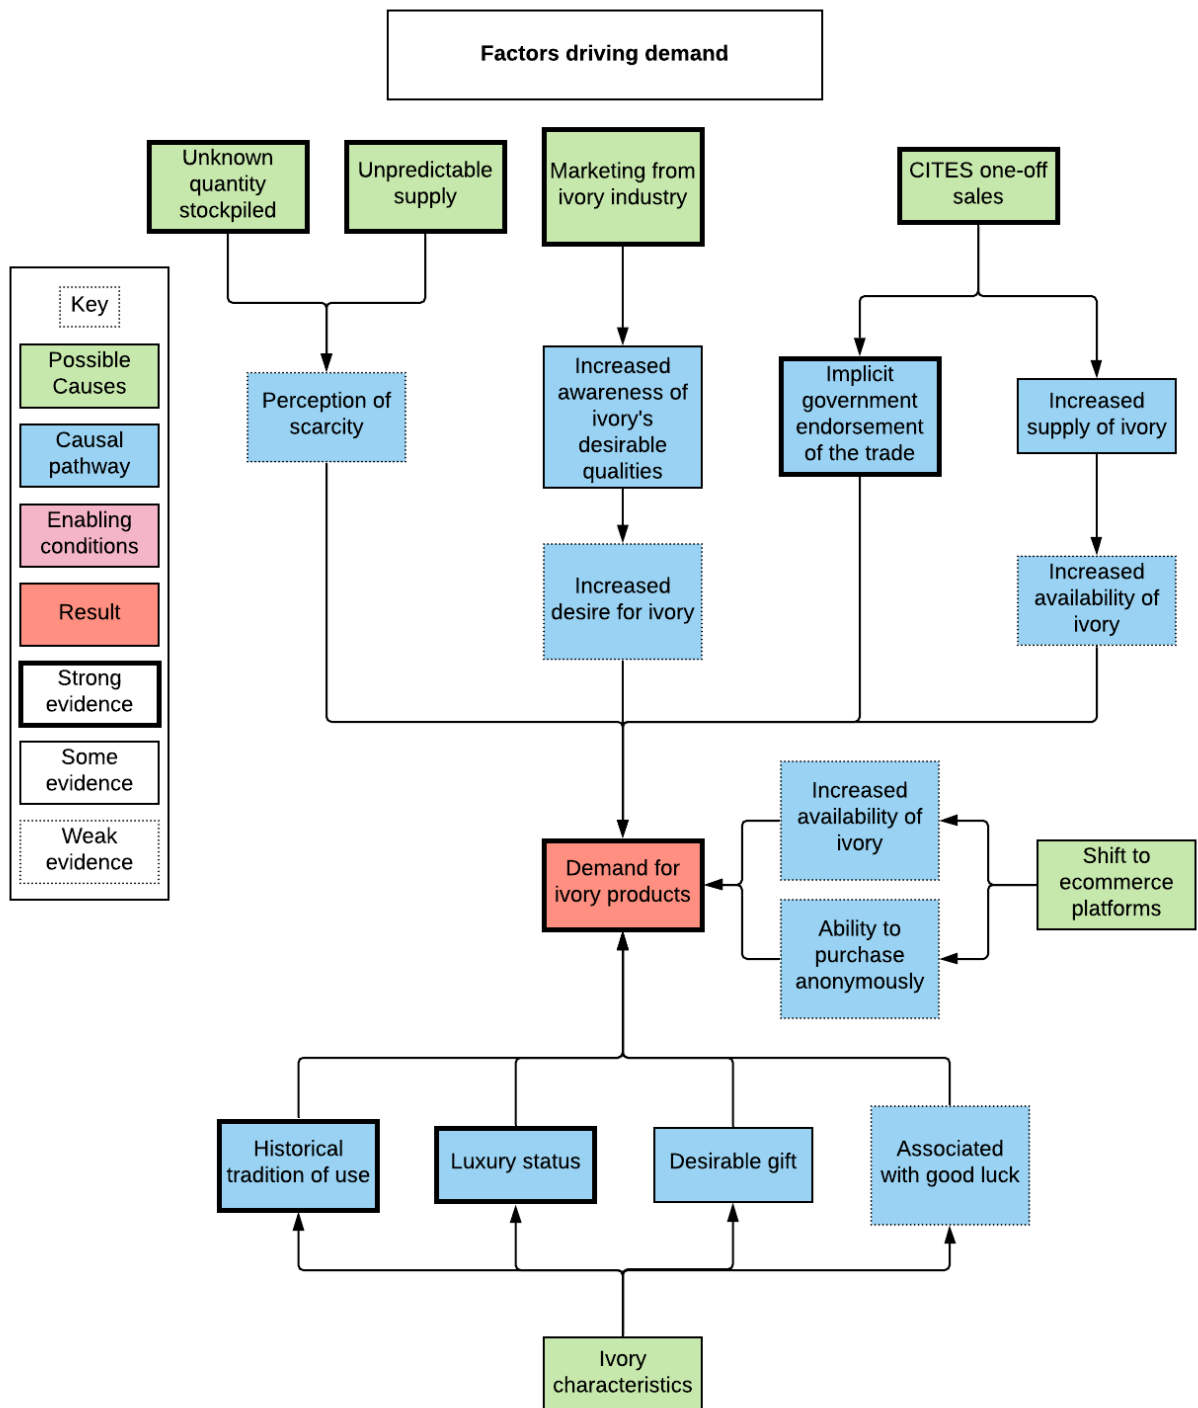 Factors driving demand
Unknown
quantity
stockpiled
Unpredictable
supply
Marketing from
ivory industry
CITES one-off
sales
Key
Possible
Causes
Causal
pathway
Enabling
conditions
Result
Strong
evidence
Some
evidence
Weak
evidence
Perception of
scarcity
Increased
awareness of
ivory's
desirable
qualities
Implicit
government
endorsement
of the trade
Increased
supply of ivory
Increased
desire for ivory
Increased
availability of
ivory
Increased
availability of
ivory
Demand for
ivory products
Shift to
ecommerce
platforms
Ability to
purchase
anonymously
Historical
tradition of use
Luxury status
Desirable gift
Associated
with good luck
Ivory
characteristics